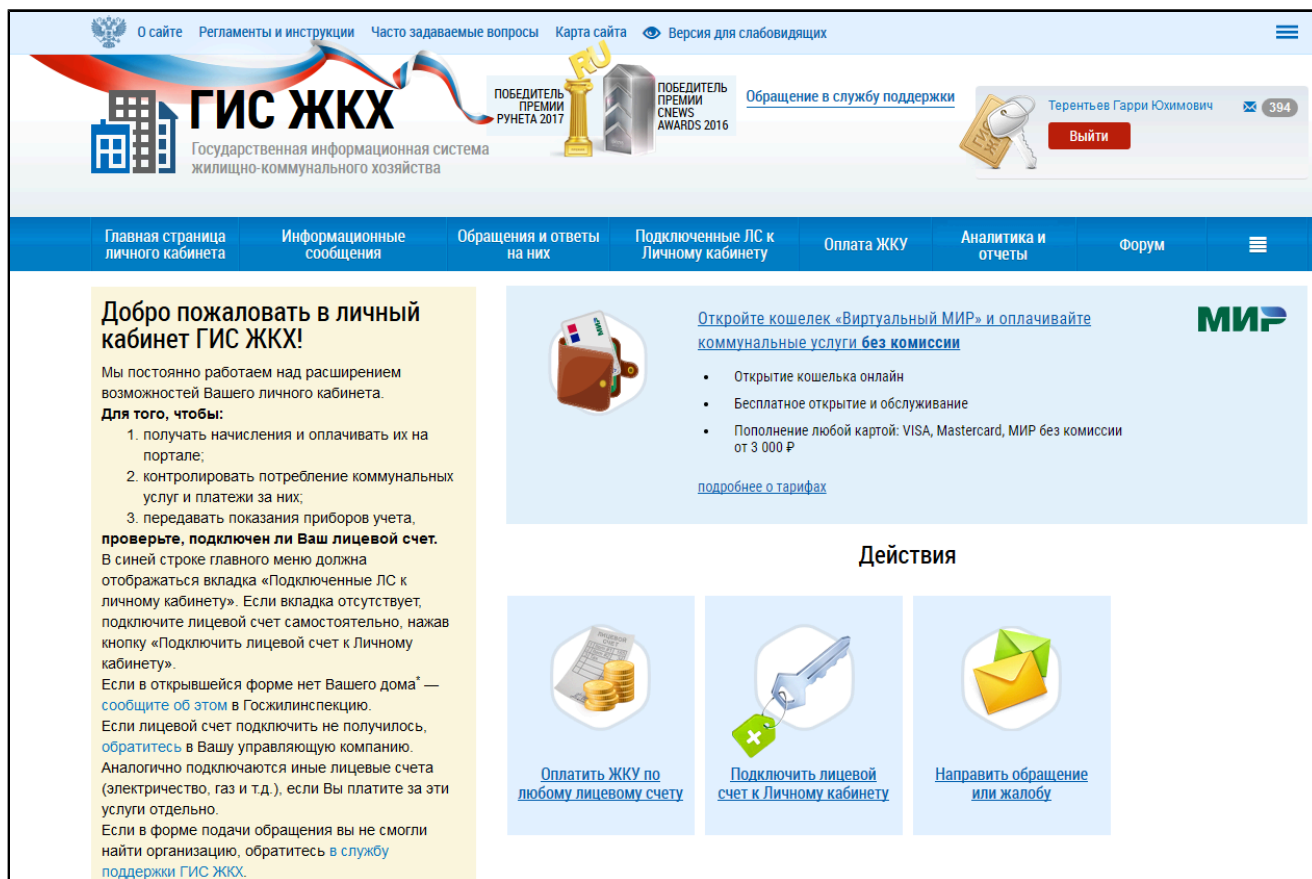 О сайте Регламенты и инструкции Часто задаваемые вопросы Карта сайта Версия для слабовидящих
ГИС ЖКХ
Государственная информационная система
жилищно-коммунального хозяйства
ПОБЕДИТЕЛЬ
ПРЕМИИ
РУНЕТА 2017
RU
ПОБЕДИТЕЛЬ
ПРЕМИИ
CNEWS
AWARDS 2016
Обращение в службу поддержки
ГИС
Терентьев Гарри Юхимович 394
Выйти
Главная страница
личного кабинета
Информационные
сообщения
Обращения и ответы
на них
Подключенные ЛС к
Личному кабинету
Оплата ЖКУ
Аналитика и
отчеты
Форум
Добро пожаловать в личный
кабинет ГИС ЖКХ!
Мы постоянно работаем над расширением
возможностей Вашего личного кабинета.
Для того, чтобы:
1. получать начисления и оплачивать их на
портале;
2. контролировать потребление коммунальных
услуг и платежи за них;
3. передавать показания приборов учета,
проверьте, подключен ли Ваш лицевой счет.
В синей строке главного меню должна
отображаться вкладка «Подключенные ЛС к
личному кабинету». Если вкладка отсутствует,
подключите лицевой счет самостоятельно, нажав
кнопку «Подключить лицевой счет к Личному
кабинету».
Если в открывшейся форме нет Вашего дома* —
сообщите об этом в Госжилинспекцию.
Если лицевой счет подключить не получилось,
обратитесь в Вашу управляющую компанию.
Аналогично подключаются иные лицевые счета
(электричество, газ и т.д.), если Вы платите за эти
услуги отдельно.
Если в форме подачи обращения вы не смогли
найти организацию, обратитесь в службу
поддержки ГИС ЖКХ.
Откройте кошелек «Виртуальный МИР» и оплачивайте
коммунальные услуги без комиссии
• Открытие кошелька онлайн
• Бесплатное открытие и обслуживание
• Пополнение любой картой: VISA, Mastercard, МИР без комиссии
от 3 000 ₽
подробнее о тарифах
МИР
Действия
ЛИЦЕВОЙ
СЧЕТ
Оплатить ЖКУ по
любому лицевому счету
Подключить лицевой
счет к Личному кабинету
Направить обращение
или жалобу